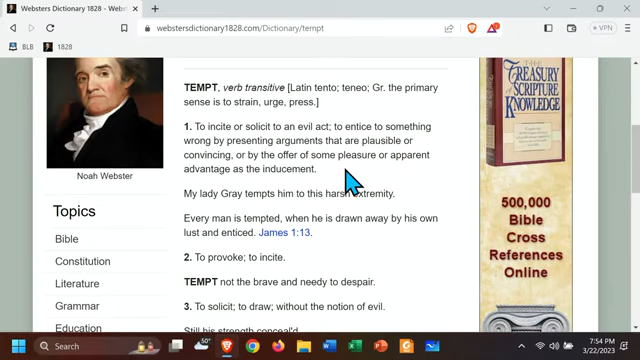 Websters Dictionary 1828 - Webst
webstersdictionary1828.com/Dictionary/tempt
VPN
BLB
1828
TEMPT, verb transitive [Latin tento; teneo; Gr. the primary
sense is to strain, urge, press.]
1. To incite or solicit to an evil act; to entice to something
wrong by presenting arguments that are plausible or
convincing, or by the offer of some pleasure or apparent
advantage as the inducement.
My lady Gray tempts him to this harsh extremity.
Every man is tempted, when he is drawn away by his own
lust and enticed. James 1:13.
2. To provoke; to incite.
TEMPT not the brave and needy to despair.
3. To solicit; to draw; without the notion of evil.
Still his strength conceal'd
Noah Webster
Topics
Bible
Constitution
Literature
Grammar
Education
THE
TREASURY
OF
SCRIPTURE
KNOWLEDGE
500,000
Bible
Cross
References
Online
Search
50°
7:54 PM
3/22/2023